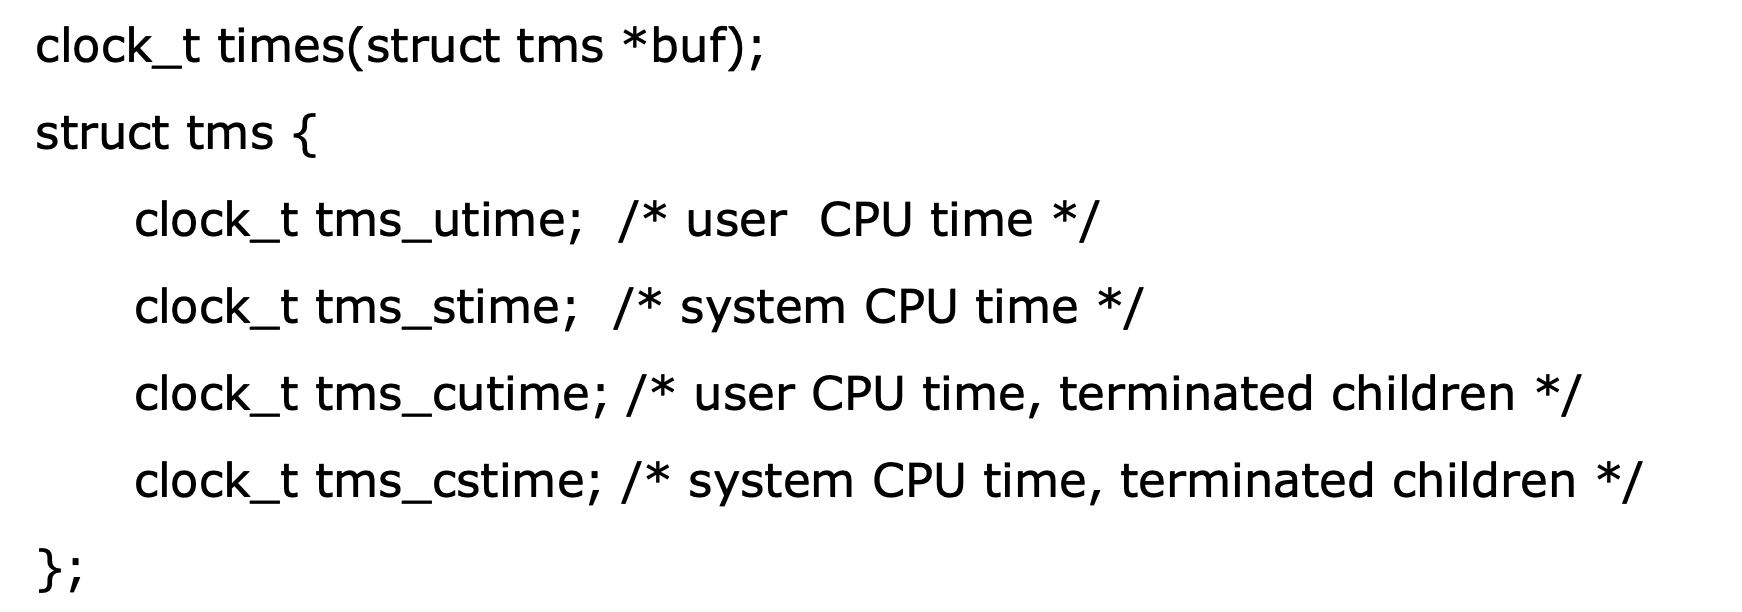 clock_t times(struct tms *buf);
struct tms {
clock_t tms_utime;  /* user  CPU time */
clock_t tms_stime;  /* system CPU time */
clock_t tms_cutime; /* user CPU time, terminated children */
clock_t tms_cstime; /* system CPU time, terminated children */
};